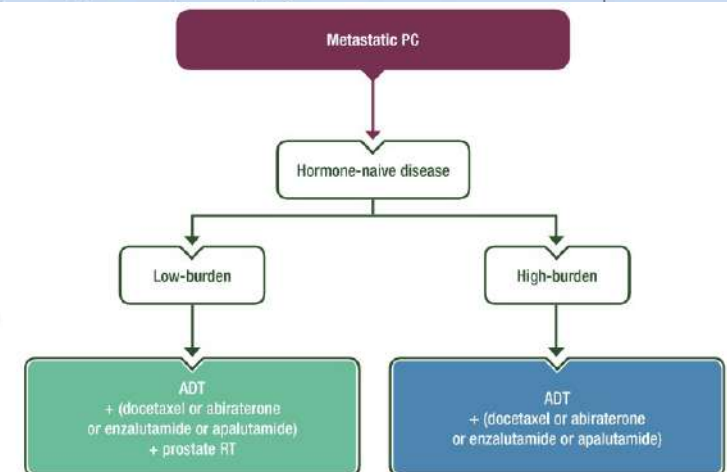 Metastatic PC
Hormone-naive disease
Low-burden
High-burden
ADT
+ (docetaxel or abiraterone
or enzalutamide or apalutamide)
+ prostate RT
ADT
+ (docetaxel or abiraterone
or enzalutamide or apalutamide)